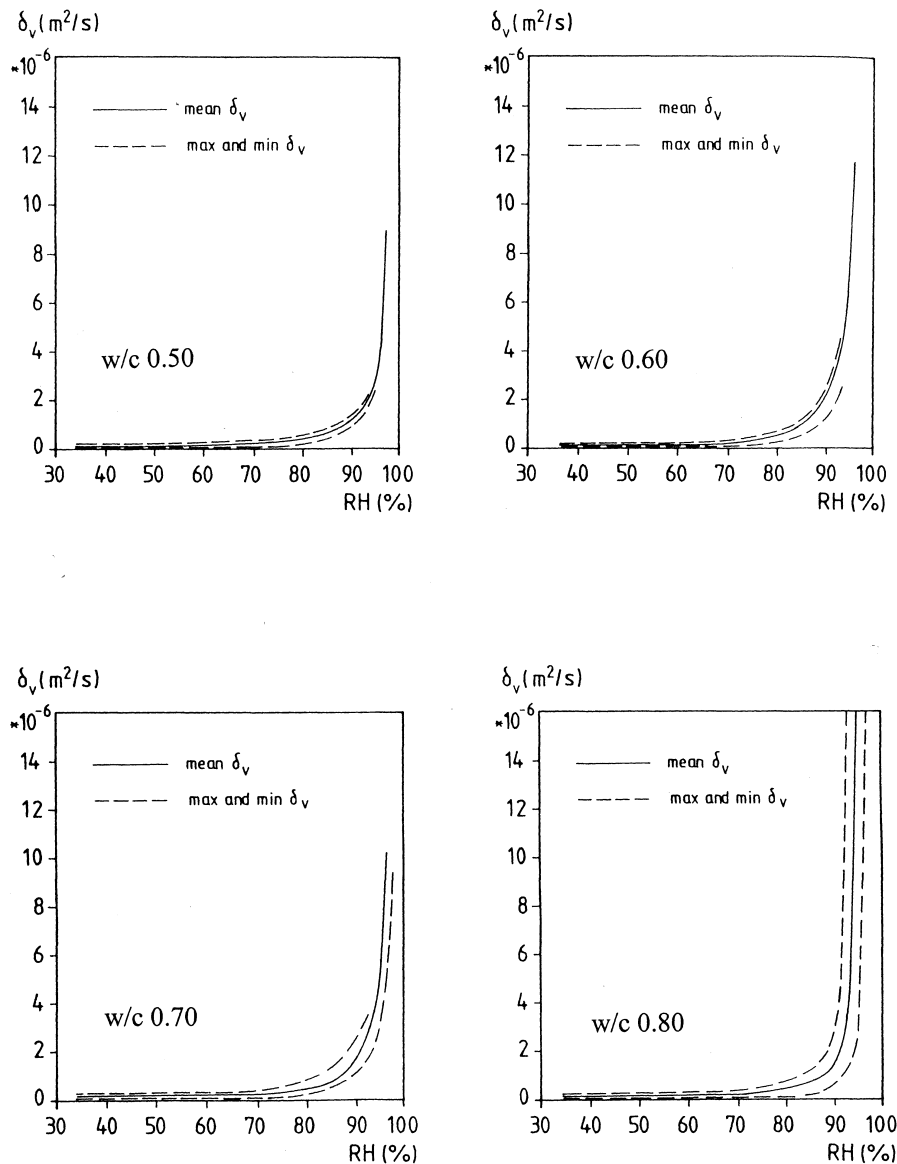 δv(m²/s)
*10⁻⁶
14
12
10
8
6
4
2
0
mean δv
max and min δv
w/c 0.50
30 40 50 60 70 80 90 100
RH (%)
δv(m²/s)
*10⁻⁶
14
12
10
8
6
4
2
0
mean δv
max and min δv
w/c 0.60
30 40 50 60 70 80 90 100
RH (%)
δv(m²/s)
*10⁻⁶
14
12
10
8
6
4
2
0
mean δv
max and min δv
w/c 0.70
30 40 50 60 70 80 90 100
RH (%)
δv(m²/s)
*10⁻⁶
14
12
10
8
6
4
2
0
mean δv
max and min δv
w/c 0.80
30 40 50 60 70 80 90 100
RH (%)